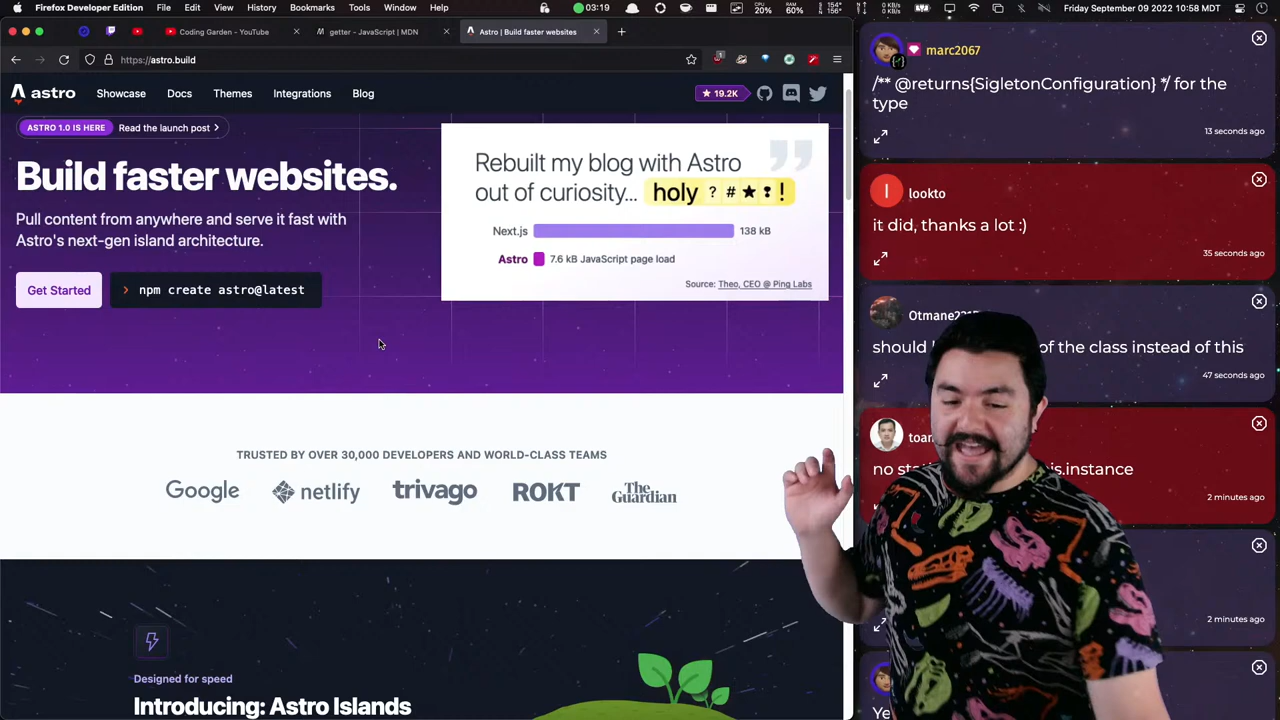 Firefox Developer Edition File Edit View History Bookmarks Tools Window Help
03:19
CPU
20%
RAM
60%
Friday September 09 2022 10:58 MDT
Coding Garden - YouTube
getter - JavaScript | MDN
Astro | Build faster websites
https://astro.build
astro
Showcase
Docs
Themes
Integrations
Blog
★ 19.2K
ASTRO 1.0 IS HERE Read the launch post >
Build faster websites.
Pull content from anywhere and serve it fast with
Astro's next-gen island architecture.
Get Started
> npm create astro@latest
Rebuilt my blog with Astro
out of curiosity... holy ?#★!!
Next.js 138 kB
Astro 7.6 kB JavaScript page load
Source: Theo, CEO @ Ping Labs
TRUSTED BY OVER 30,000 DEVELOPERS AND WORLD-CLASS TEAMS
Google
netlify
trivago
ROKT
The
Guardian
Designed for speed
Introducing: Astro Islands
marc2067
/** @returns{SigletonConfiguration} */ for the
type
13 seconds ago
lookto
it did, thanks a lot :)
35 seconds ago
should of the class instead of this
47 seconds ago
2 minutes ago
2 minutes ago